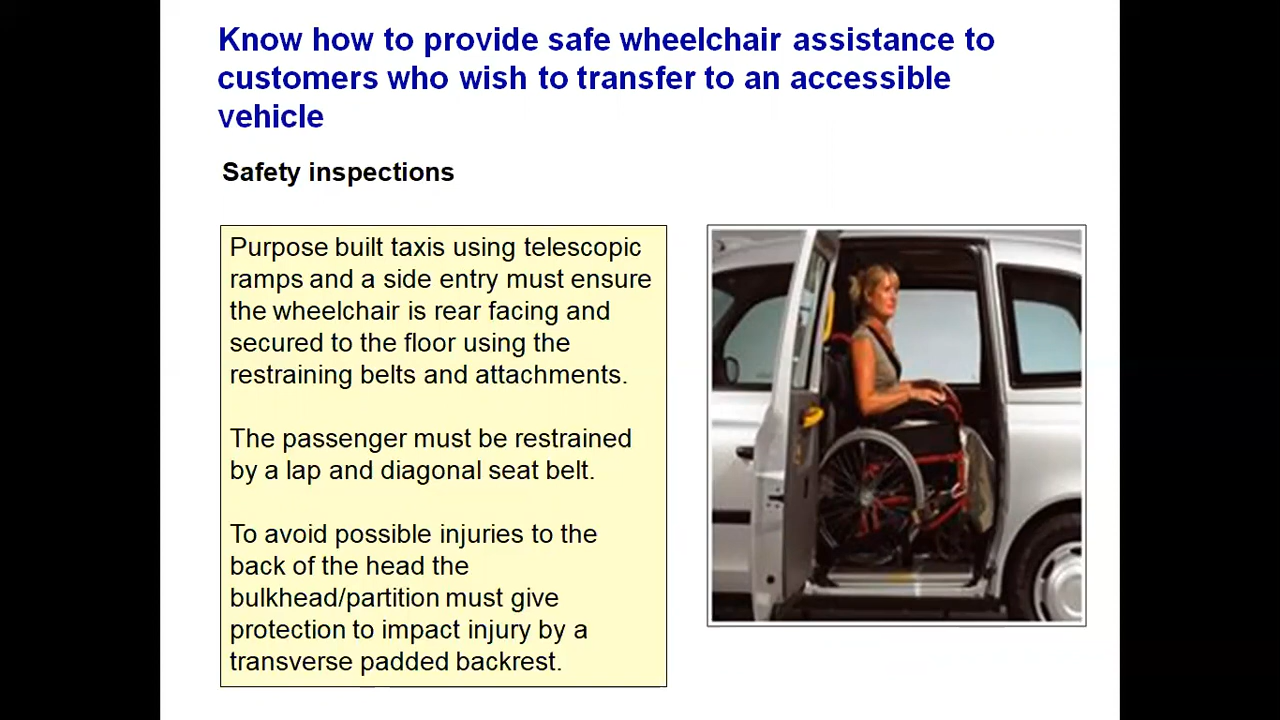 Know how to provide safe wheelchair assistance to
customers who wish to transfer to an accessible
vehicle
Safety inspections
Purpose built taxis using telescopic
ramps and a side entry must ensure
the wheelchair is rear facing and
secured to the floor using the
restraining belts and attachments.
The passenger must be restrained
by a lap and diagonal seat belt.
To avoid possible injuries to the
back of the head the
bulkhead/partition must give
protection to impact injury by a
transverse padded backrest.